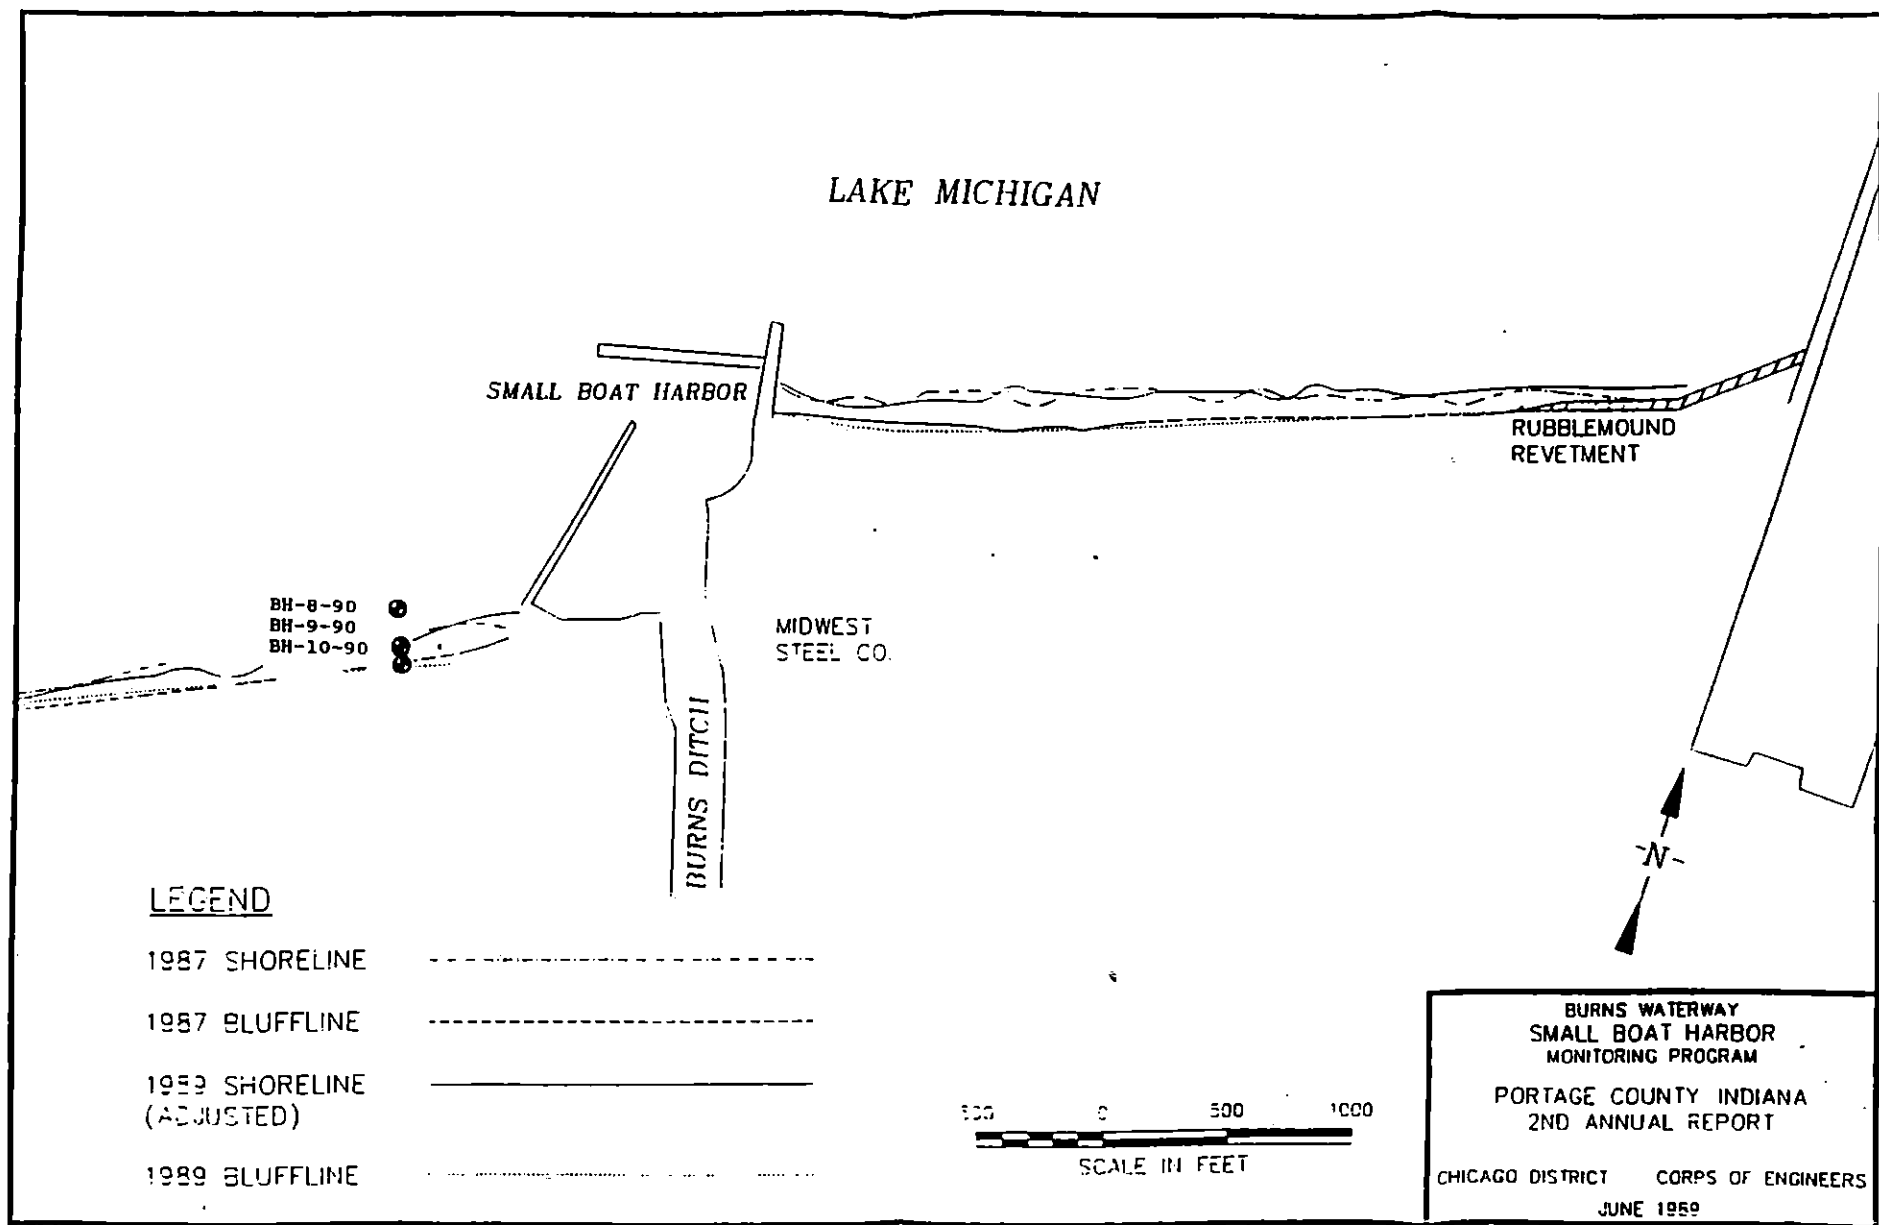 LAKE MICHIGAN
SMALL BOAT HARBOR
RUBBLEMOUND
REVETMENT
BH-8-90
BH-9-90
BH-10-90
MIDWEST
STEEL CO.
BURNS DITCH
-N-
LEGEND
1987 SHORELINE
1987 BLUFFLINE
1989 SHORELINE
(ADJUSTED)
1989 BLUFFLINE
500 0 500 1000
SCALE IN FEET
BURNS WATERWAY
SMALL BOAT HARBOR
MONITORING PROGRAM
PORTAGE COUNTY INDIANA
2ND ANNUAL REPORT
CHICAGO DISTRICT CORPS OF ENGINEERS
JUNE 1989